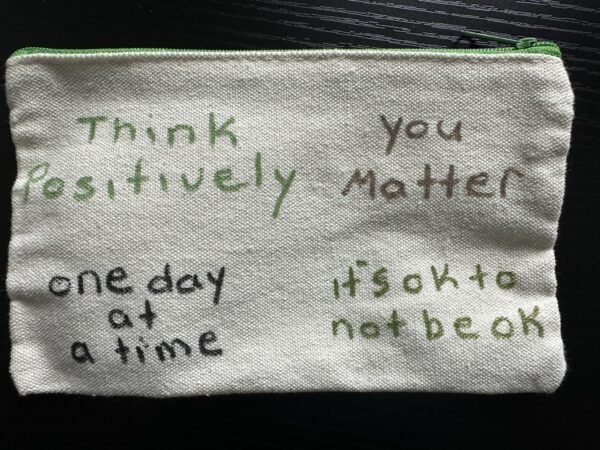 Think
Positively
you
Matter
one day
at
a time
it's ok to
not be ok